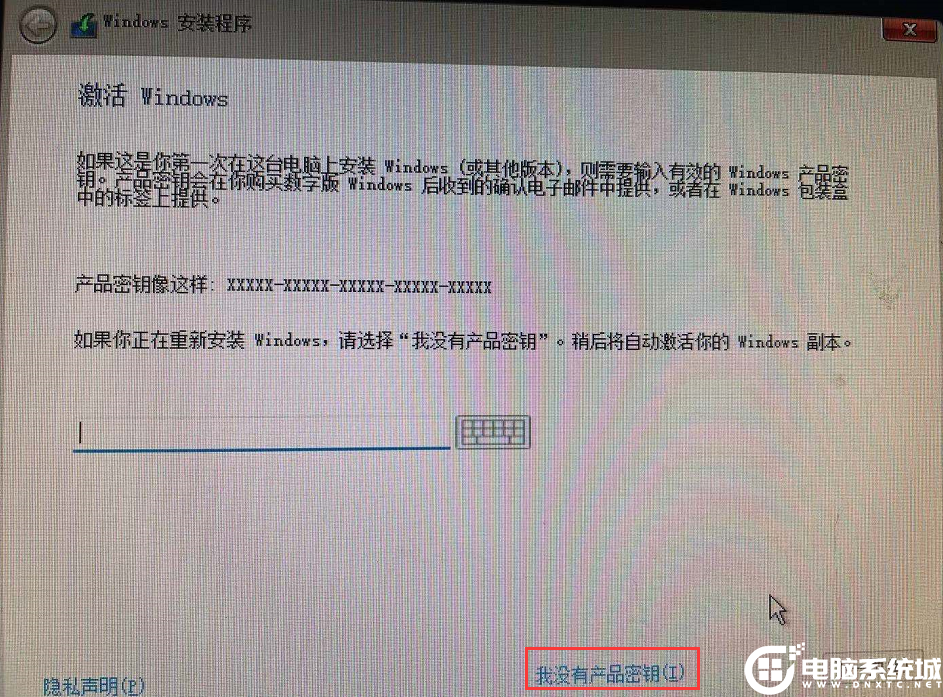 Windows 安装程序
激活 Windows
如果这是你第一次在这台电脑上安装 Windows (或其他版本)，则需要输入有效的 Windows 产品密
钥。产品密钥会在你购买数字版 Windows 后收到的确认电子邮件中提供，或者在 Windows 包装盒
中的标签上提供。
产品密钥像这样: XXXXX-XXXXX-XXXXX-XXXXX-XXXXX
如果你正在重新安装 Windows，请选择“我没有产品密钥”。稍后将自动激活你的 Windows 副本。
隐私声明(P)
我没有产品密钥(I)
电脑系统城
WWW.DNXTC.NET